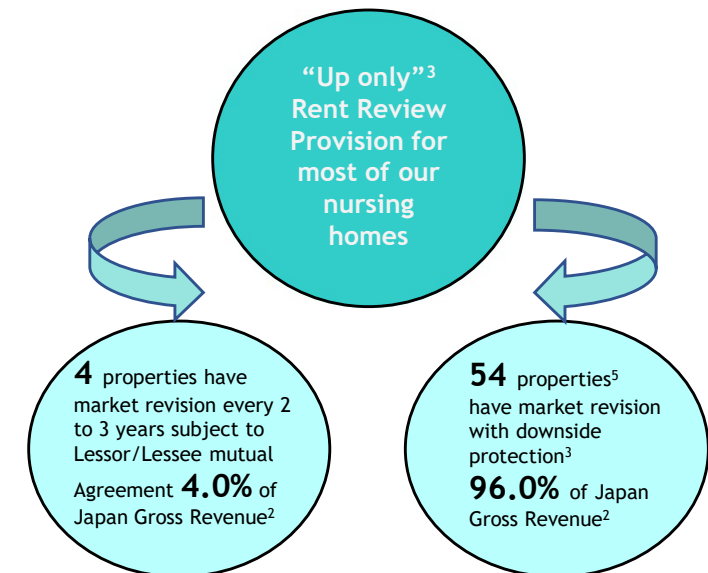 “Up only”³
Rent Review
Provision for
most of our
nursing
homes
4 properties have
market revision every 2
to 3 years subject to
Lessor/Lessee mutual
Agreement 4.0% of
Japan Gross Revenue²
54 properties⁵
have market revision
with downside
protection³
96.0% of Japan
Gross Revenue²